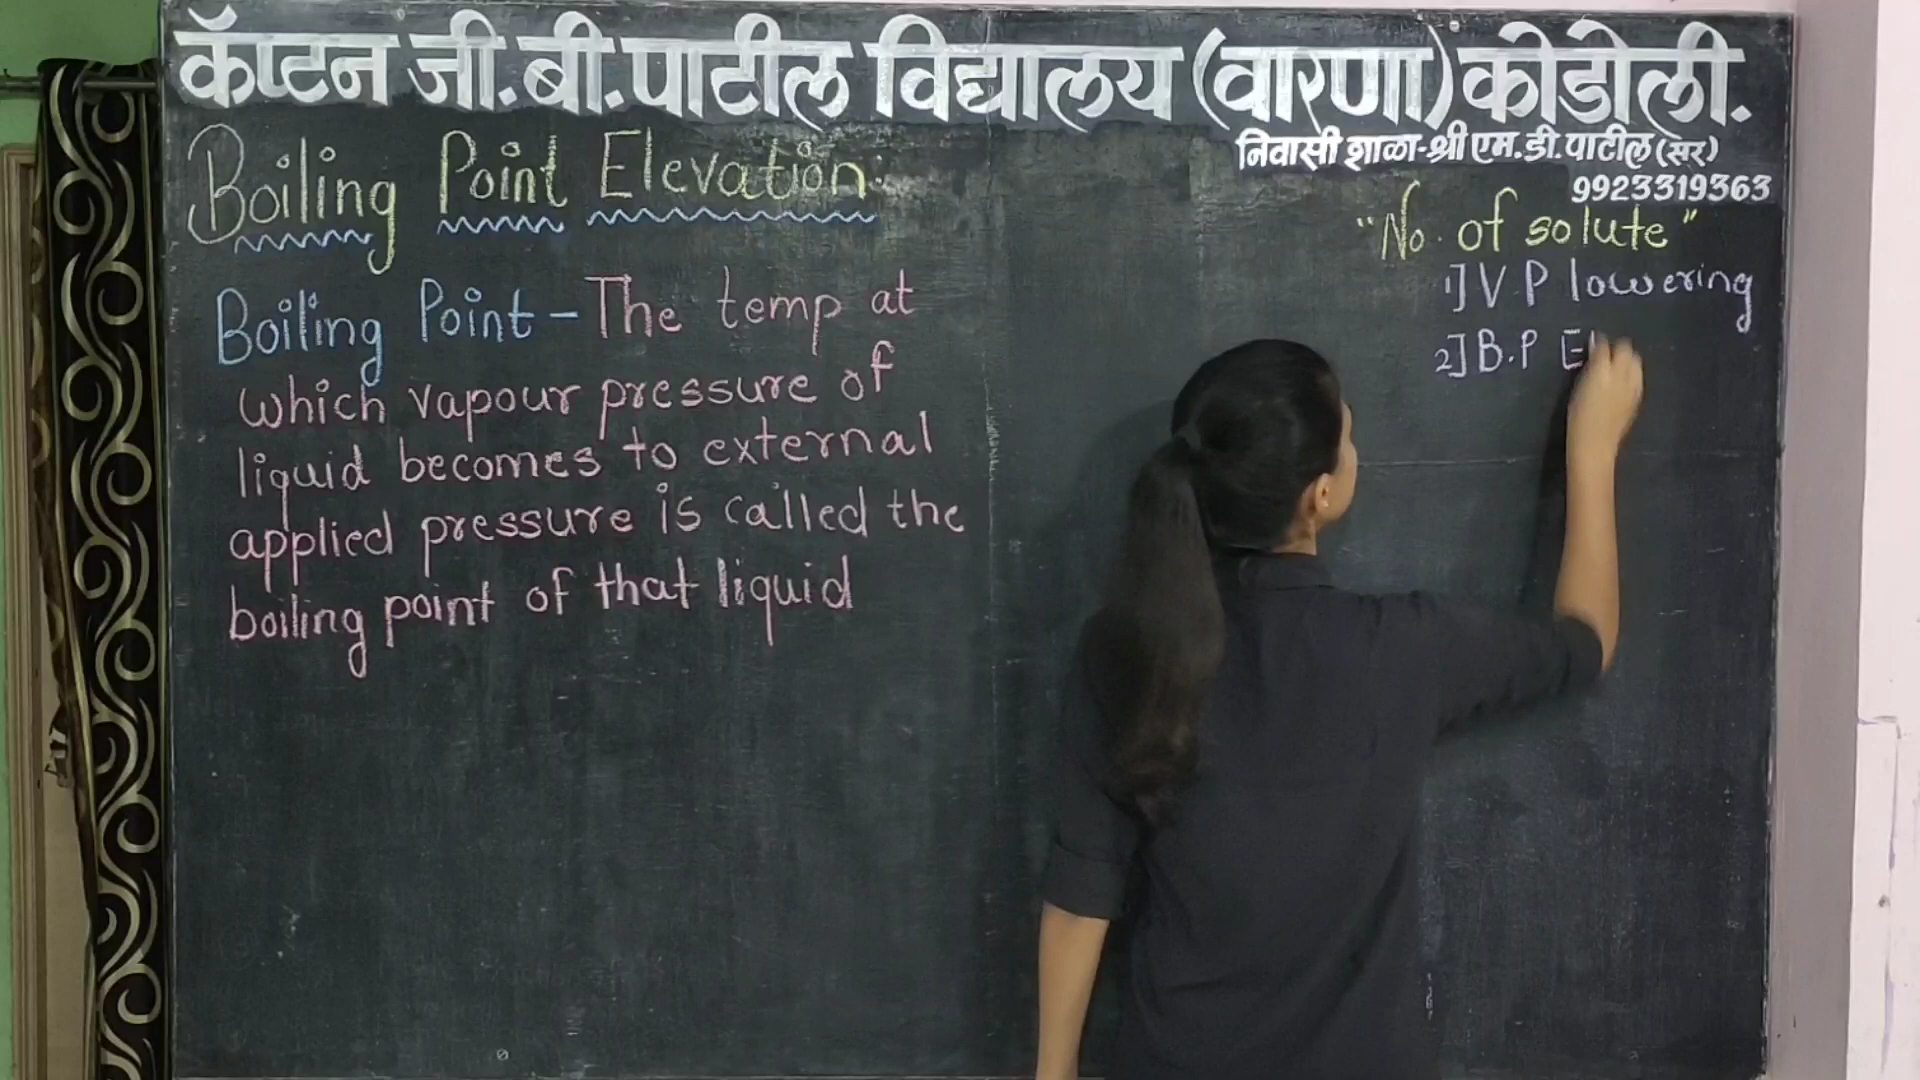 कॅप्टन जी.बी.पाटील विद्यालय (वारणा) कोडोली.
निवासी शाळा-श्री एम.डी.पाटील (सर)
9923319363
Boiling Point Elevation
Boiling Point - The temp at
which vapour pressure of
liquid becomes to external
applied pressure is called the
boiling point of that liquid
"No. of solute"
1] V.P lowering
2] B.P El